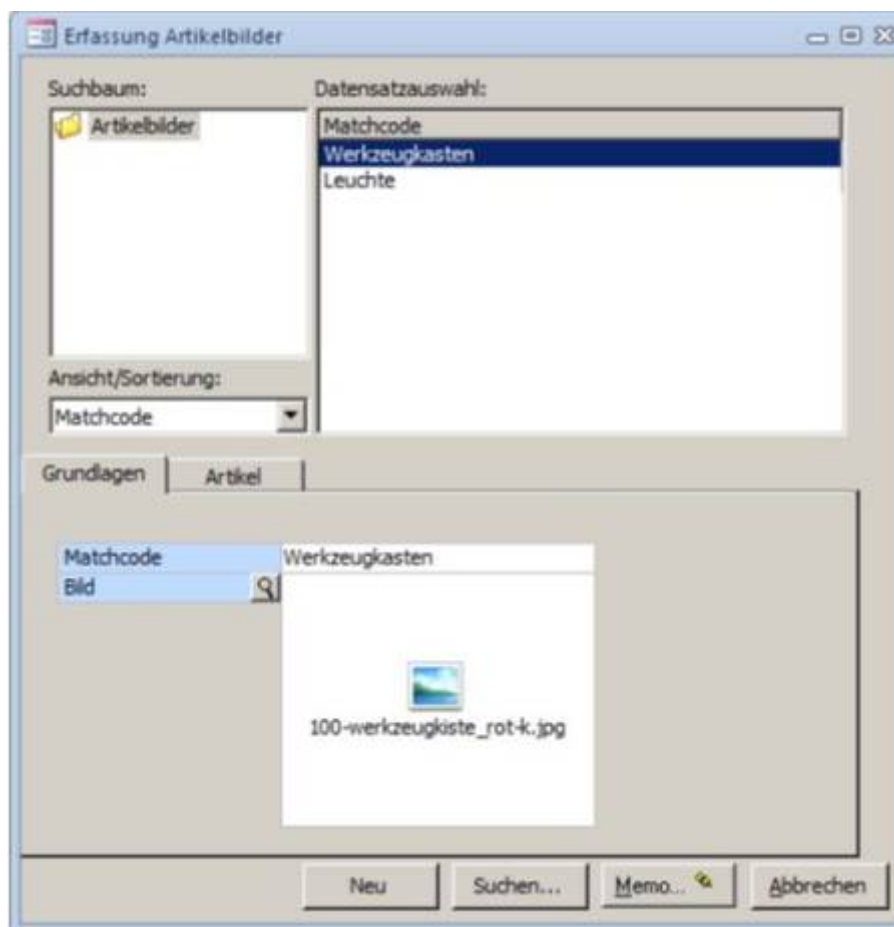 Erfassung Artikelbilder
Suchbaum:
Artikelbilder
Datensatzauswahl:
Matchcode
Werkzeugkasten
Leuchte
Ansicht/Sortierung:
Matchcode
Grundlagen
Artikel
Matchcode
Werkzeugkasten
Bild
100-werkzeugkiste_rot-k.jpg
Neu
Suchen...
Memo...
Abbrechen